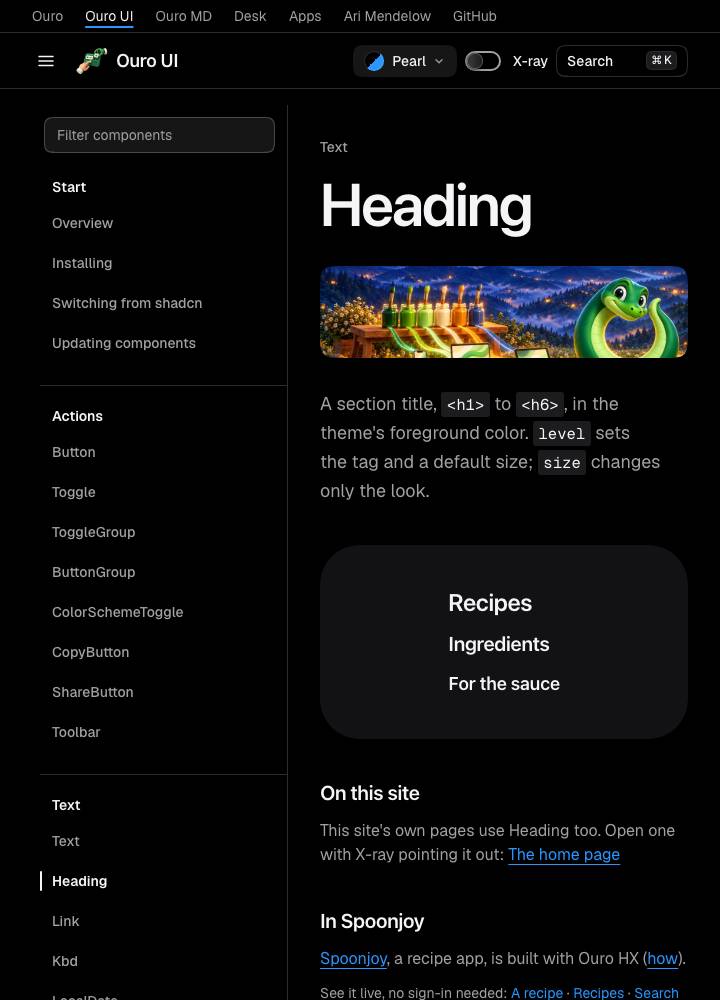 Ouro Ouro UI Ouro MD Desk Apps Ari Mendelow GitHub
Ouro UI Pearl X-ray Search ⌘ K
Filter components
Start
Overview
Installing
Switching from shadcn
Updating components
Actions
Button
Toggle
ToggleGroup
ButtonGroup
ColorSchemeToggle
CopyButton
ShareButton
Toolbar
Text
Text
Heading
Link
Kbd
LocalDate
Text
Heading
A section title, <h1> to <h6>, in the
theme's foreground color. level sets
the tag and a default size; size changes
only the look.
Recipes
Ingredients
For the sauce
On this site
This site's own pages use Heading too. Open one
with X-ray pointing it out: The home page
In Spoonjoy
Spoonjoy, a recipe app, is built with Ouro HX (how).
See it live, no sign-in needed: A recipe · Recipes · Search